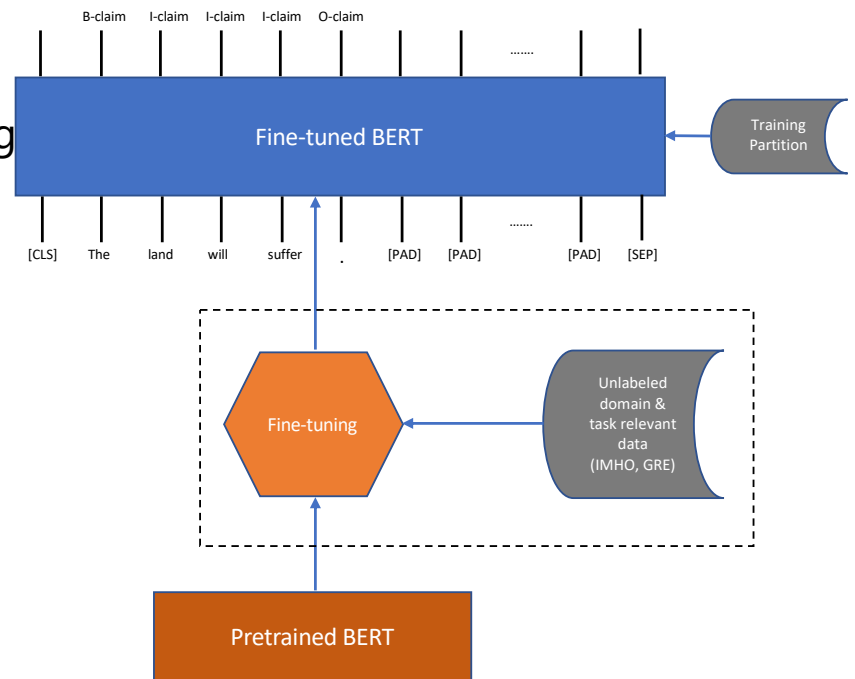 B-claim I-claim I-claim I-claim O-claim
…….
g
Fine-tuned BERT
Training
Partition
[CLS] The land will suffer . [PAD] [PAD] ……. [PAD] [SEP]
Fine-tuning
Unlabeled
domain &
task relevant
data
(IMHO, GRE)
Pretrained BERT